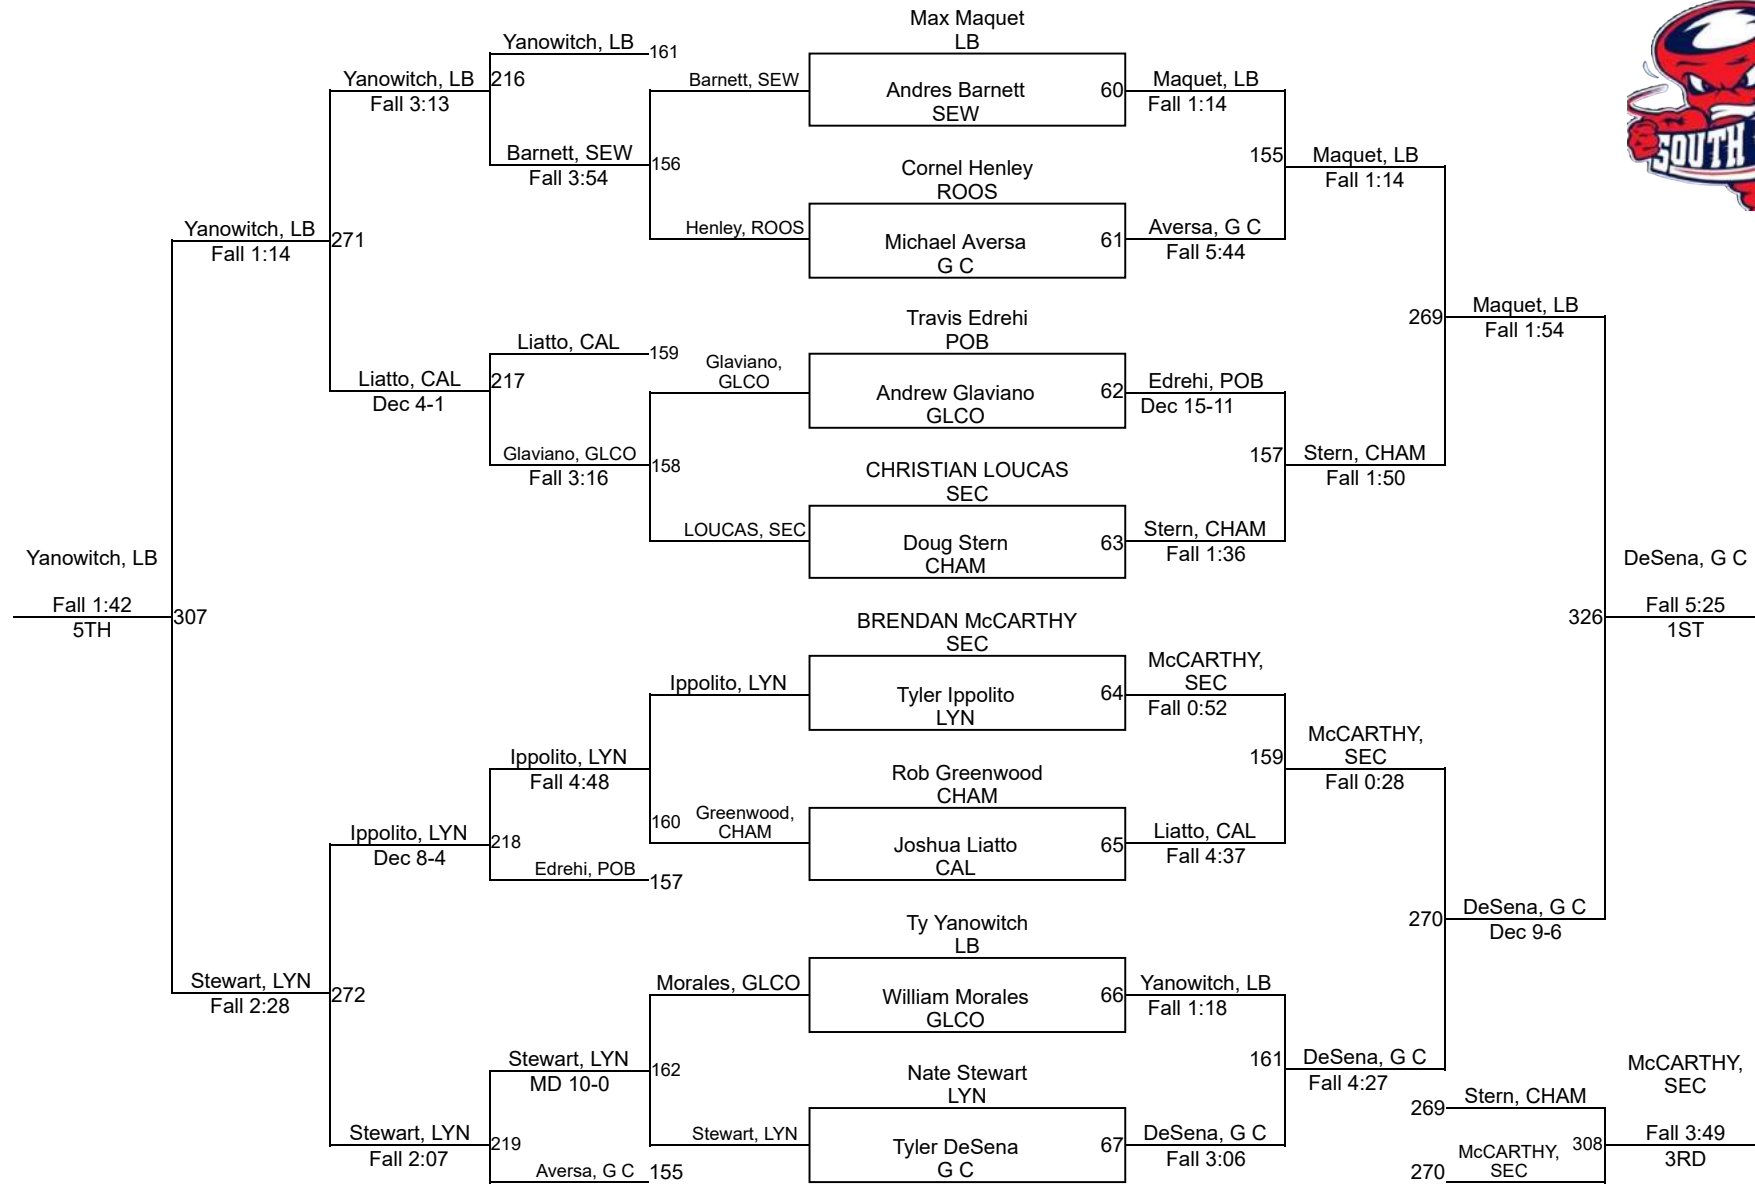 Max Maquet
LB
Yanowitch, LB
161
Yanowitch, LB
216
Fall 3:13
Barnett, SEW
Andres Barnett
SEW
60
Maquet, LB
Fall 1:14
SOUTH
Barnett, SEW
156
Fall 3:54
Cornel Henley
ROOS
155
Maquet, LB
Fall 1:14
Yanowitch, LB
271
Fall 1:14
Henley, ROOS
Michael Aversa
G C
61
Aversa, G C
Fall 5:44
Travis Edrehi
POB
269
Maquet, LB
Fall 1:54
Liatto, CAL
159
Liatto, CAL
217
Dec 4-1
Glaviano,
GLCO
Andrew Glaviano
GLCO
62
Edrehi, POB
Dec 15-11
Glaviano, GLCO
158
Fall 3:16
CHRISTIAN LOUCAS
SEC
157
Stern, CHAM
Fall 1:50
LOUCAS, SEC
Doug Stern
CHAM
63
Stern, CHAM
Fall 1:36
Yanowitch, LB
Fall 1:42
5TH
307
DeSena, G C
326
Fall 5:25
1ST
BRENDAN McCARTHY
SEC
Ippolito, LYN
Tyler Ippolito
LYN
64
McCARTHY,
SEC
Fall 0:52
Ippolito, LYN
Fall 4:48
Rob Greenwood
CHAM
159
McCARTHY,
SEC
Fall 0:28
Ippolito, LYN
218
Dec 8-4
160
Greenwood,
CHAM
Joshua Liatto
CAL
65
Liatto, CAL
Fall 4:37
Edrehi, POB
157
Ty Yanowitch
LB
270
DeSena, G C
Dec 9-6
Stewart, LYN
272
Fall 2:28
Morales, GLCO
William Morales
GLCO
66
Yanowitch, LB
Fall 1:18
Stewart, LYN
162
MD 10-0
Nate Stewart
LYN
161
DeSena, G C
Fall 4:27
McCARTHY,
SEC
269
Stern, CHAM
Stewart, LYN
219
Fall 2:07
Stewart, LYN
Tyler DeSena
G C
67
DeSena, G C
Fall 3:06
308
Fall 3:49
3RD
Aversa, G C
155
270
McCARTHY,
SEC